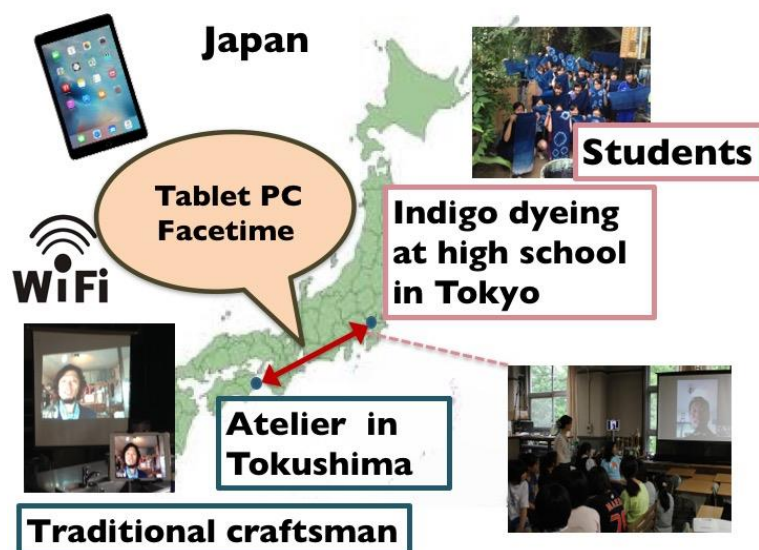 Japan
Students
Tablet PC
Facetime
Indigo dyeing
at high school
in Tokyo
WiFi
Atelier in
Tokushima
Traditional craftsman